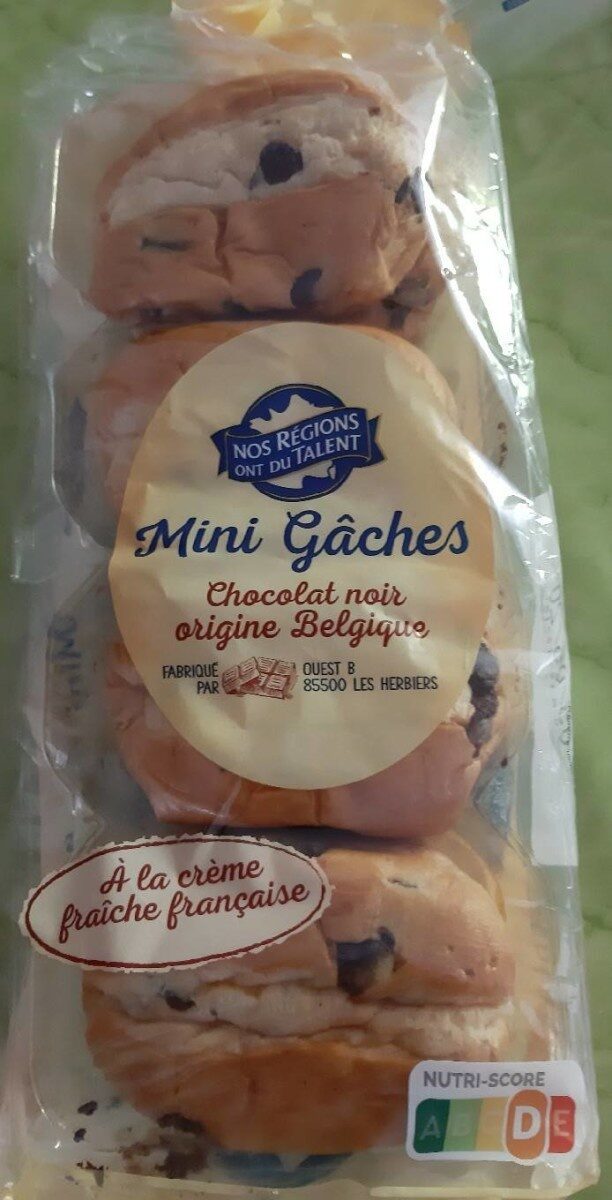 NOS RÉGIONS
ONT DU TALENT
Mini Gâches
Chocolat noir
origine Belgique
FABRIQUÉ
PAR
OUEST B
85500 LES HERBIERS
À la crème
fraîche française
NUTRI-SCORE
A B D E